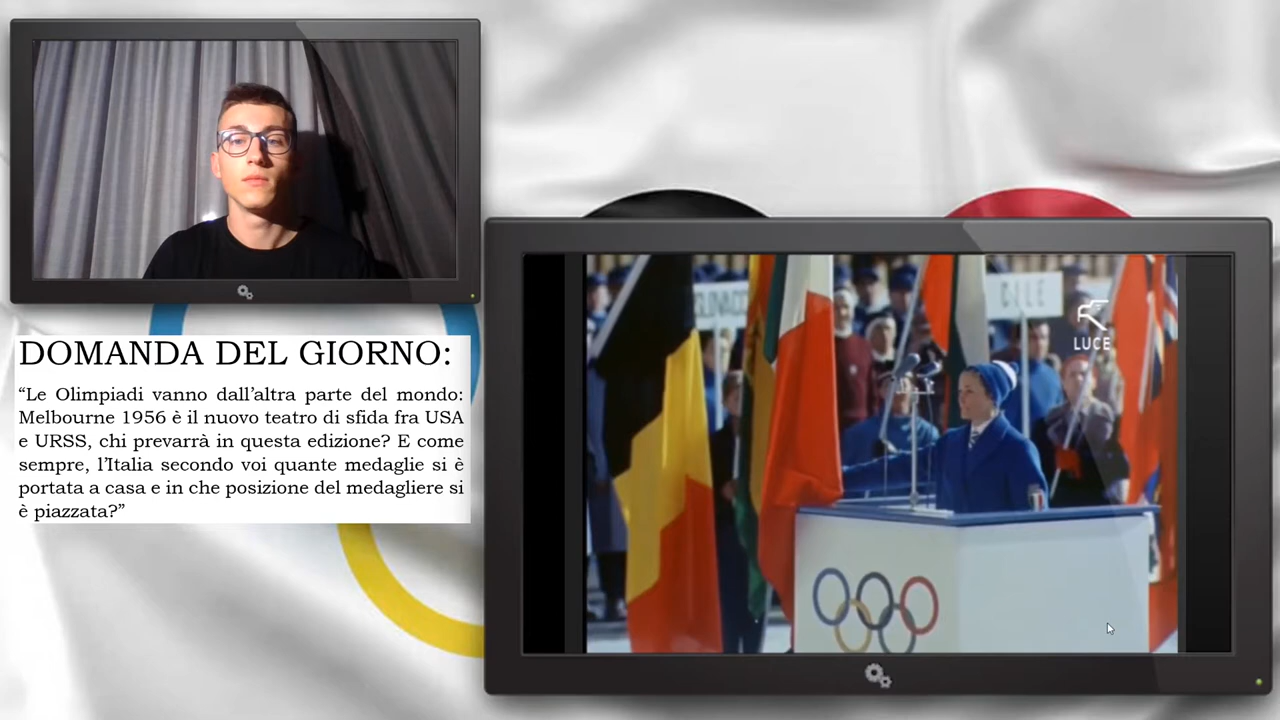 DOMANDA DEL GIORNO:
“Le Olimpiadi vanno dall’altra parte del mondo:
Melbourne 1956 è il nuovo teatro di sfida fra USA
e URSS, chi prevarrà in questa edizione? E come
sempre, l’Italia secondo voi quante medaglie si è
portata a casa e in che posizione del medagliere si
è piazzata?”
CILE
LUCE